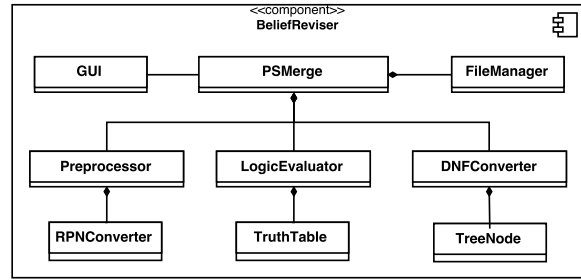 <<component>>
BeliefReviser
GUI
PSMerge
FileManager
Preprocessor
LogicEvaluator
DNFConverter
RPNConverter
TruthTable
TreeNode